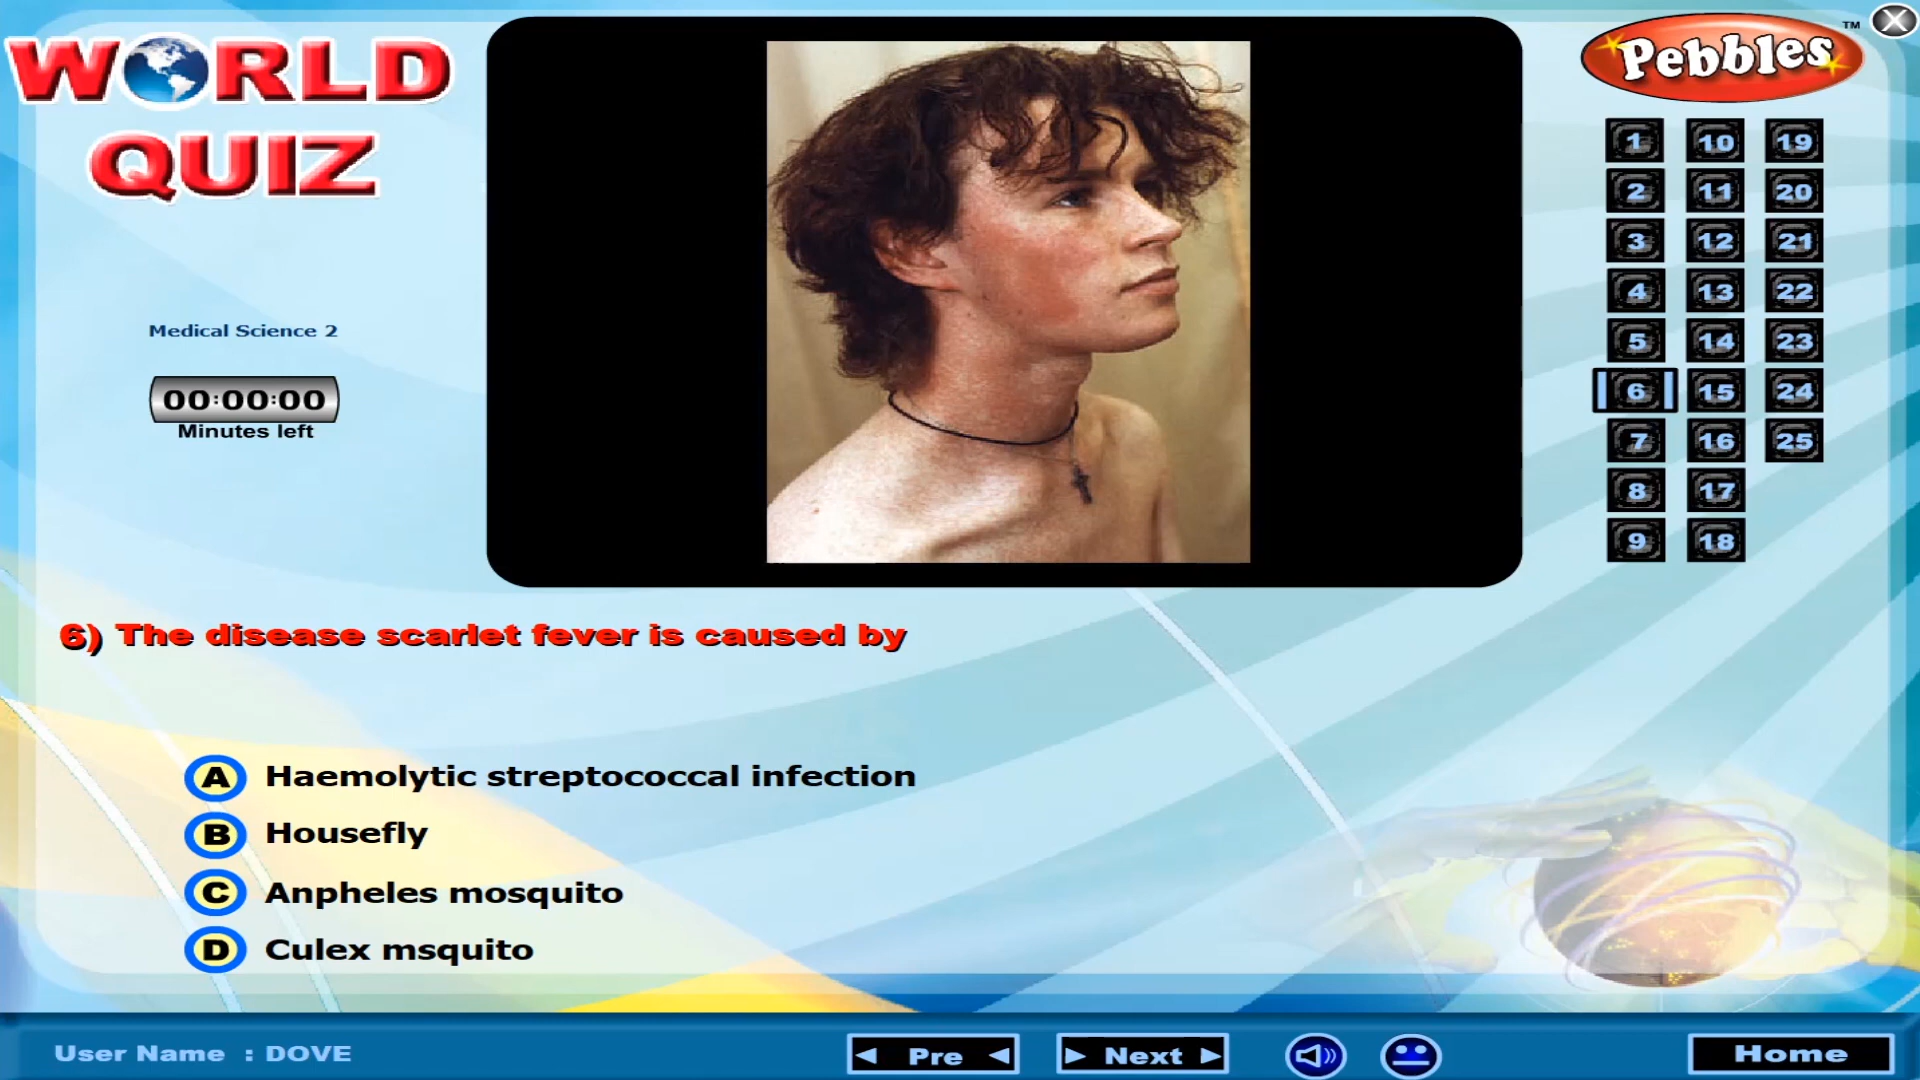 WORLD
QUIZ
Medical Science 2
00:00:00
Minutes left
Pebbles™
1 10 19
2 11 20
3 12 21
4 13 22
5 14 23
6 15 24
7 16 25
8 17
9 18
6) The disease scarlet fever is caused by
A Haemolytic streptococcal infection
B Housefly
C Anpheles mosquito
D Culex msquito
User Name : DOVE
Pre
Next
Home